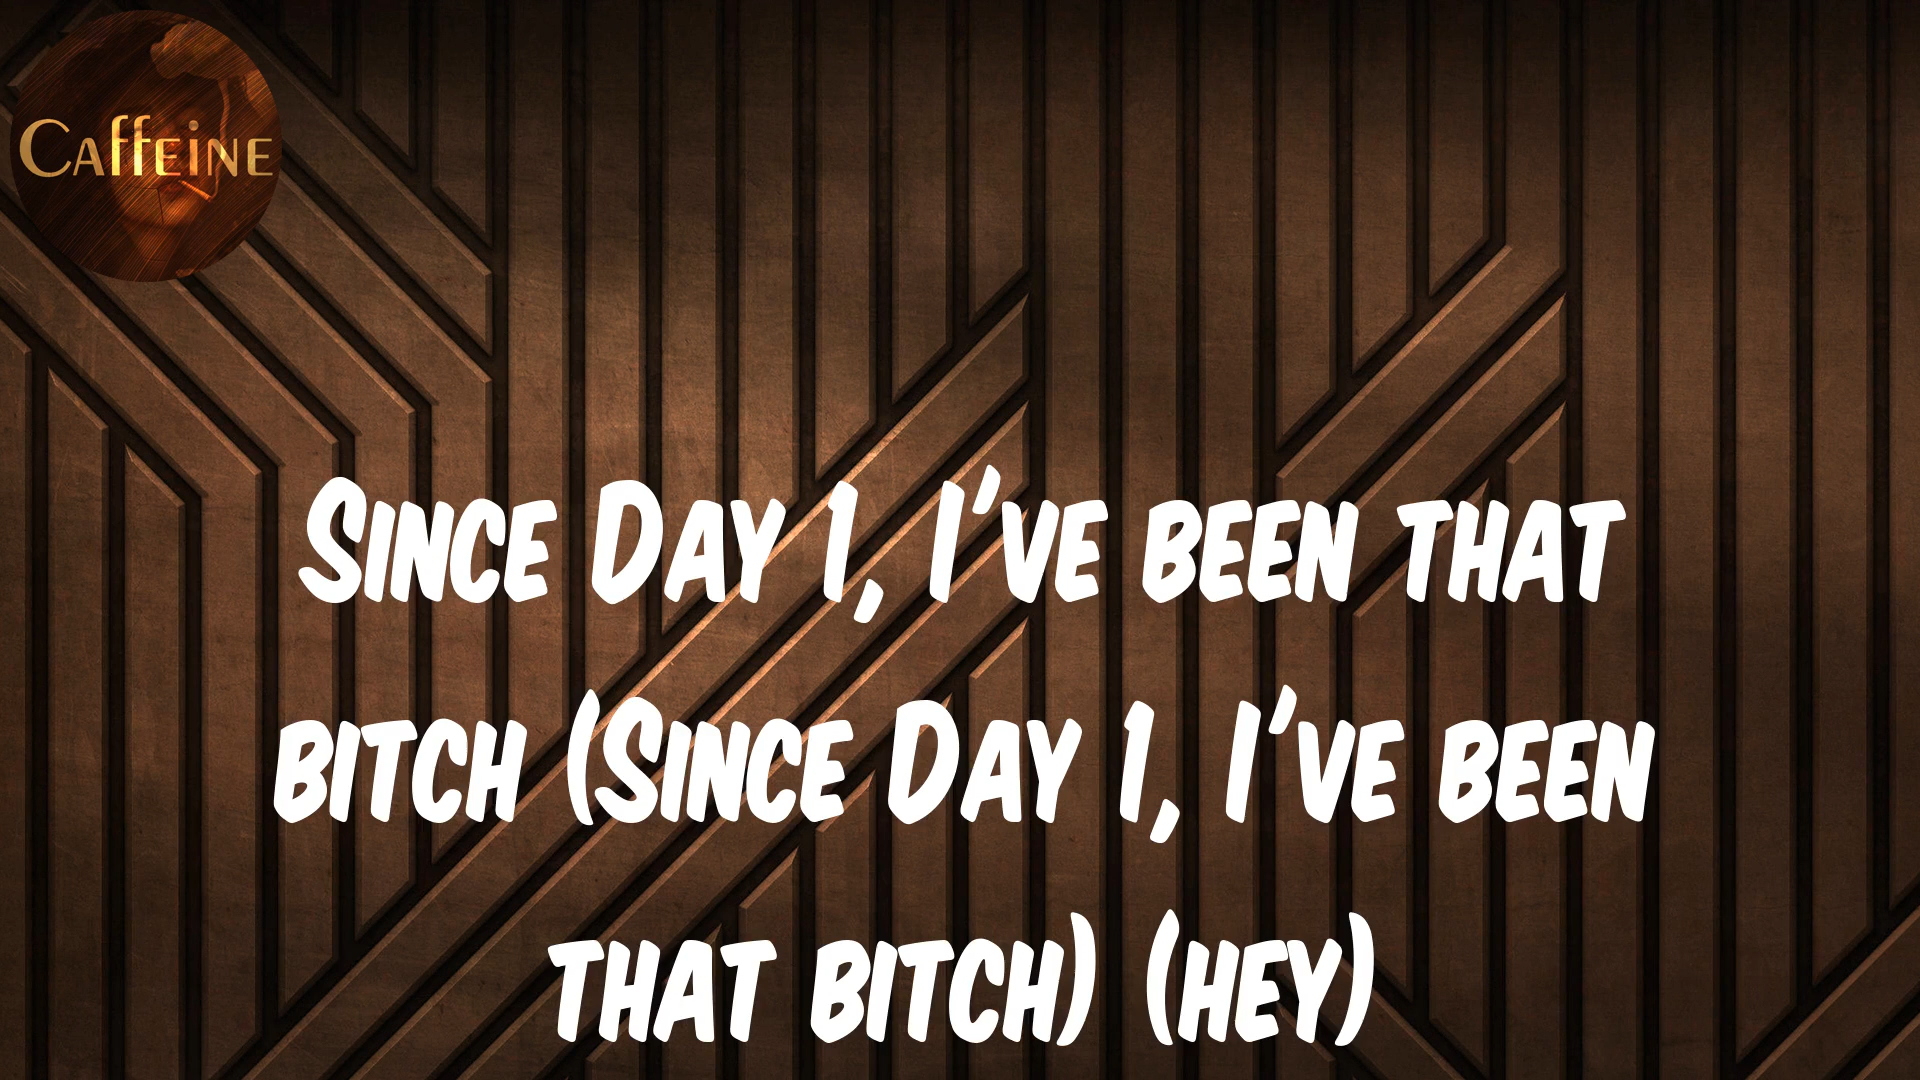 Caffeine
Since Day 1, I've been that
bitch (Since Day 1, I've been
that bitch) (hey)